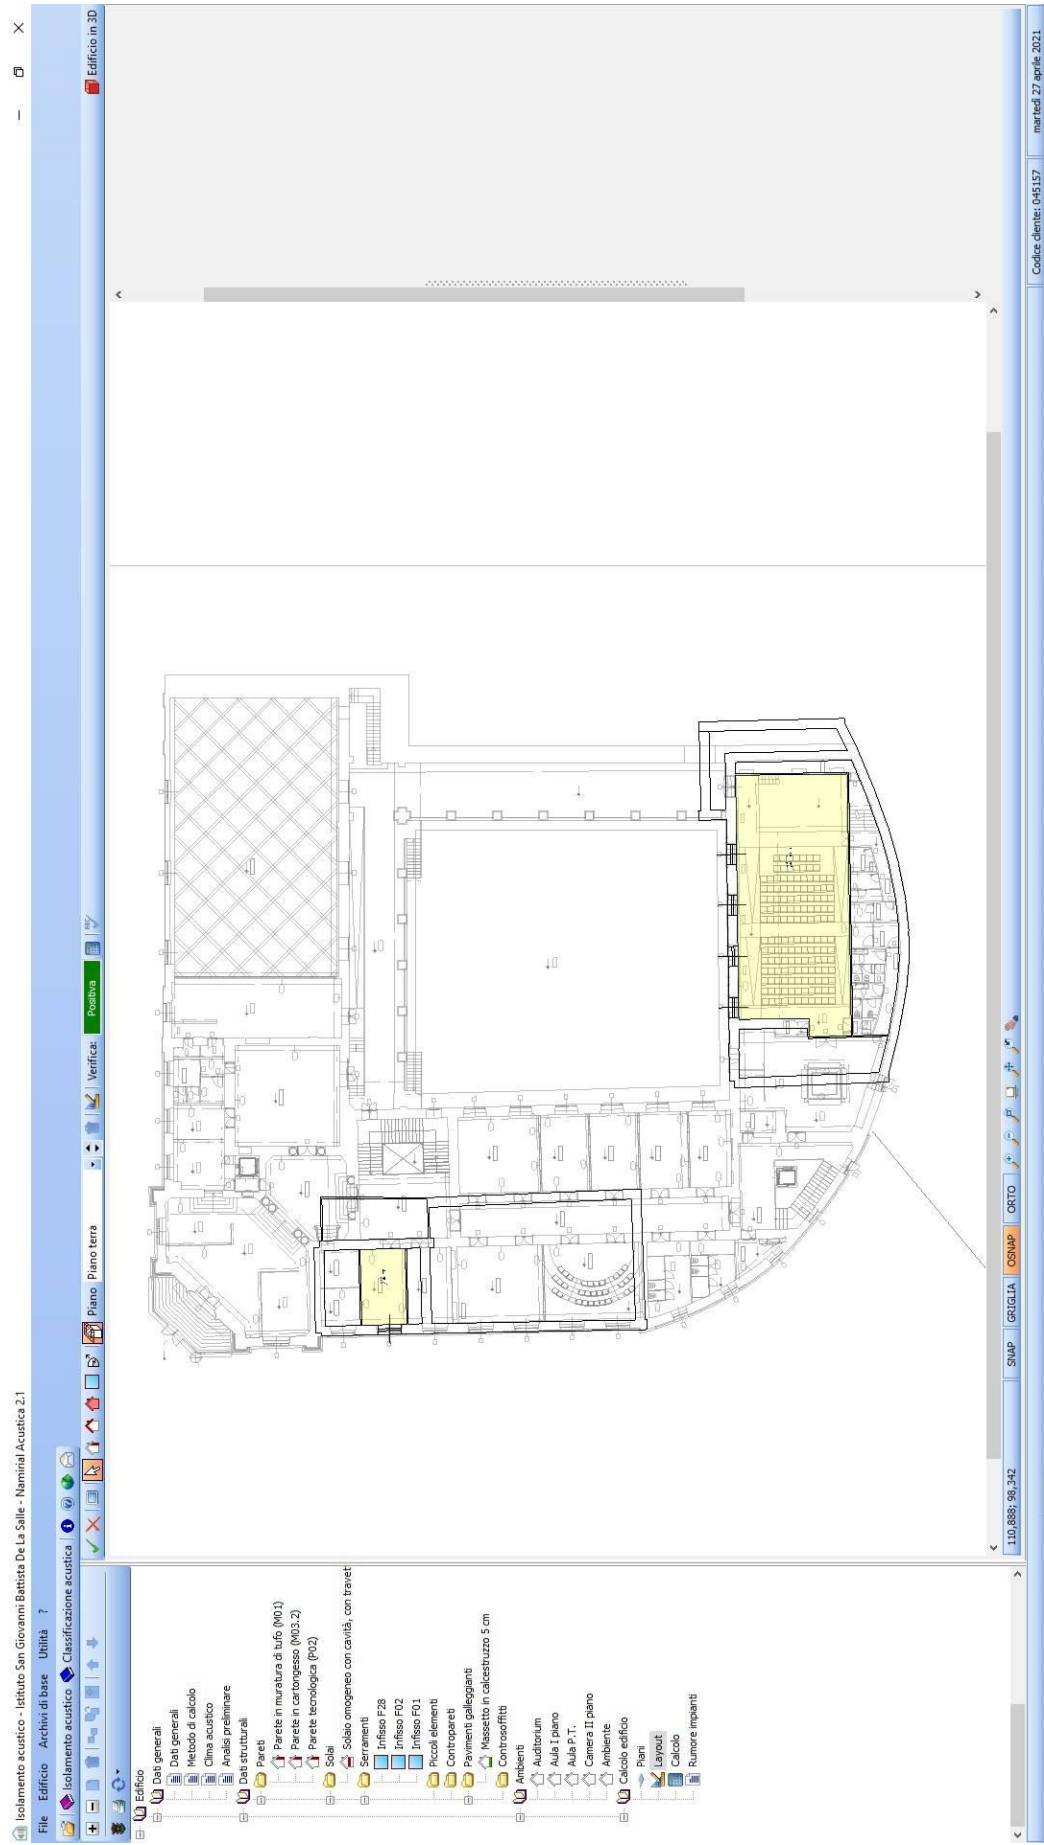 Isolamento acustico - Istituto San Giovanni Battista De La Salle - Namirial Acustica 2.1
File Edificio Archivi di base Utilità ?
Isolamento acustico Classificazione acustica
Piano Piano terra Verifica: Positiva Edificio in 3D
Edificio
Dati generali
Dati generali
Metodo di calcolo
Clima acustico
Analisi preliminare
Dati strutturali
Pareti
Parete in muratura di tufo (M01)
Parete in cartongesso (M03.2)
Parete tecnologica (P02)
Solai
Solaio omogeneo con cavità, con travet
Serramenti
Infisso F28
Infisso F02
Infisso F01
Piccoli elementi
Contropareti
Pavimenti galleggianti
Massetto in calcestruzzo 5 cm
Controsoffitti
Ambienti
Auditorium
Aula I piano
Aula P.T.
Camera II piano
Ambiente
Calcolo edificio
Piani
Layout
Calcolo
Rumore impianti
110,888; 98,342 SNAP GRIGLIA OSNAP ORTO
Codice cliente: 045157 martedì 27 aprile 2021